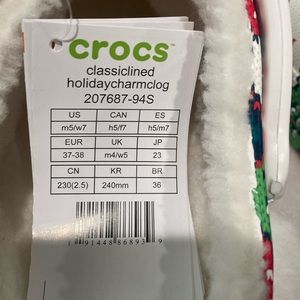 crocs™
classiclined
holidaycharmclog
207687-94S
US CAN ES
m5/w7 h5/f7 h5/m7
EUR UK JP
37-38 m4/w5 23
CN KR BR
230(2.5) 240mm 36